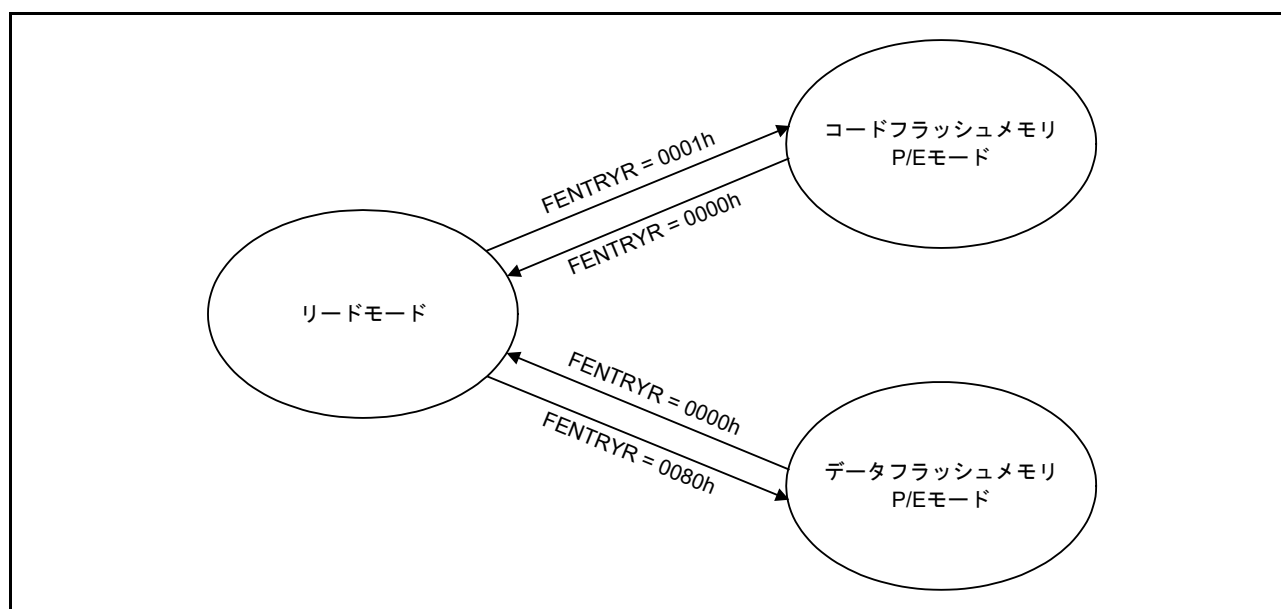 コードフラッシュメモリ
P/Eモード
FENTRYR = 0001h
FENTRYR = 0000h
リードモード
FENTRYR = 0000h
FENTRYR = 0080h
データフラッシュメモリ
P/Eモード